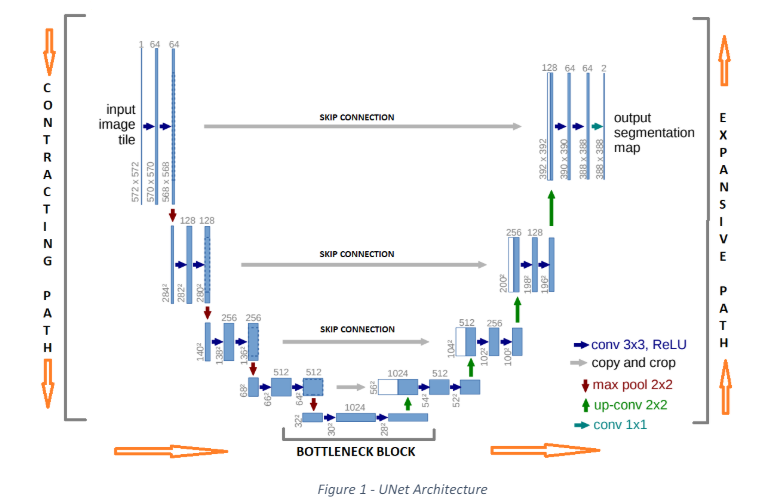 CONTRACTING PATH
1 64 64
input
image
tile
572 x 572
570 x 570
568 x 568
SKIP CONNECTION
128 64 64 2
392 x 392
390 x 390
388 x 388
388 x 388
output
segmentation
map
EXPANSIVE PATH
128 128
284²
282²
280²
SKIP CONNECTION
256 128
200²
198²
196²
256 256
140²
138²
136²
SKIP CONNECTION
512 256
104²
102²
100²
512 512
68²
66²
64²
1024 512
56²
54²
52²
1024
32²
30²
28²
BOTTLENECK BLOCK
conv 3x3, ReLU
copy and crop
max pool 2x2
up-conv 2x2
conv 1x1
Figure 1 - UNet Architecture